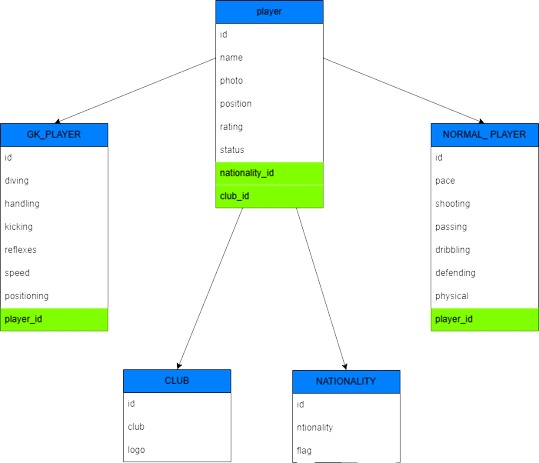 player
id
name
photo
position
rating
status
nationality_id
club_id
GK_PLAYER
id
diving
handling
kicking
reflexes
speed
positioning
player_id
NORMAL_ PLAYER
id
pace
shooting
passing
dribbling
defending
physical
player_id
CLUB
id
club
logo
NATIONALITY
id
ntionality
flag